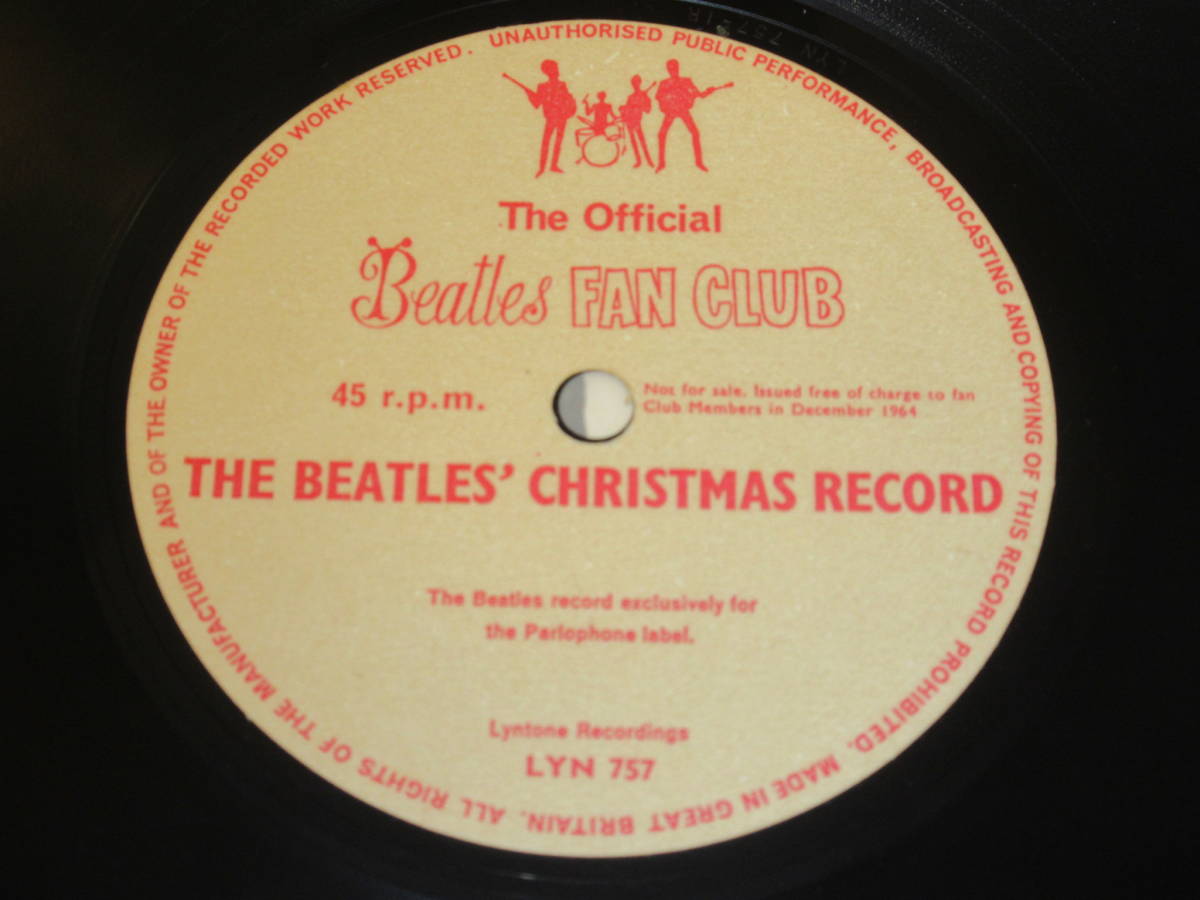 The Official
Beatles FAN CLUB
45 r.p.m.
Not for sale. Issued free of charge to fan
Club Members in December 1964
THE BEATLES' CHRISTMAS RECORD
The Beatles record exclusively for
the Parlophone label.
Lyntone Recordings
LYN 757
ALL RIGHTS OF THE MANUFACTURER AND OF THE OWNER OF THE RECORDED WORK RESERVED. UNAUTHORISED PUBLIC PERFORMANCE, BROADCASTING AND COPYING OF THIS RECORD PROHIBITED. MADE IN GREAT BRITAIN.